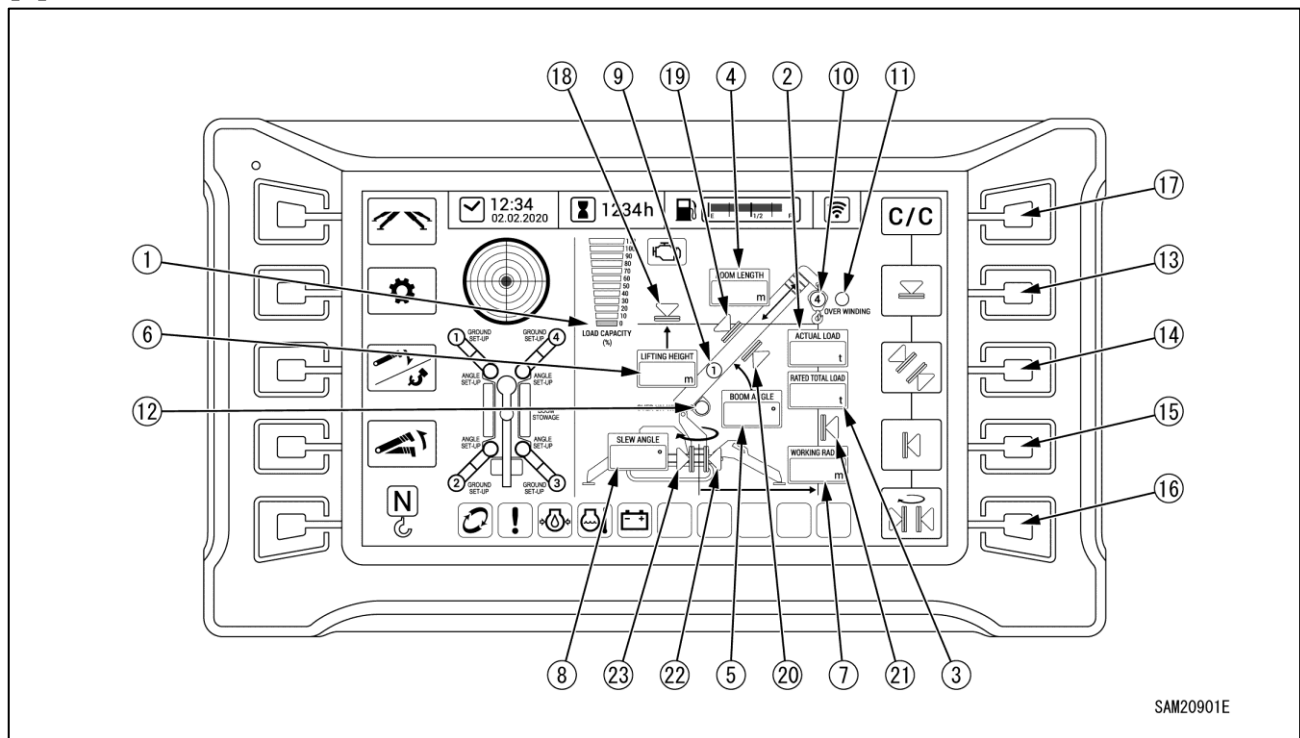 18 9 19 4 2 10 11
17
13
14
15
16
1
6
12
8 23 22 5 20 7 21 3
12:34
02.02.2020
1234h
E 1/2 F
C/C
100
90
80
70
60
50
40
30
20
10
0
LOAD CAPACITY
(%)
BOOM LENGTH
m
4
OVER WINDING
ACTUAL LOAD
t
LIFTING HEIGHT
m
1
RATED TOTAL LOAD
t
BOOM ANGLE
°
SLEW ANGLE
°
WORKING RAD
m
1 GROUND SET-UP
GROUND SET-UP 4
ANGLE SET-UP
ANGLE SET-UP
STOWAGE
ANGLE SET-UP
ANGLE SET-UP
2 GROUND SET-UP
GROUND SET-UP 3
N
!
- +
SAM20901E